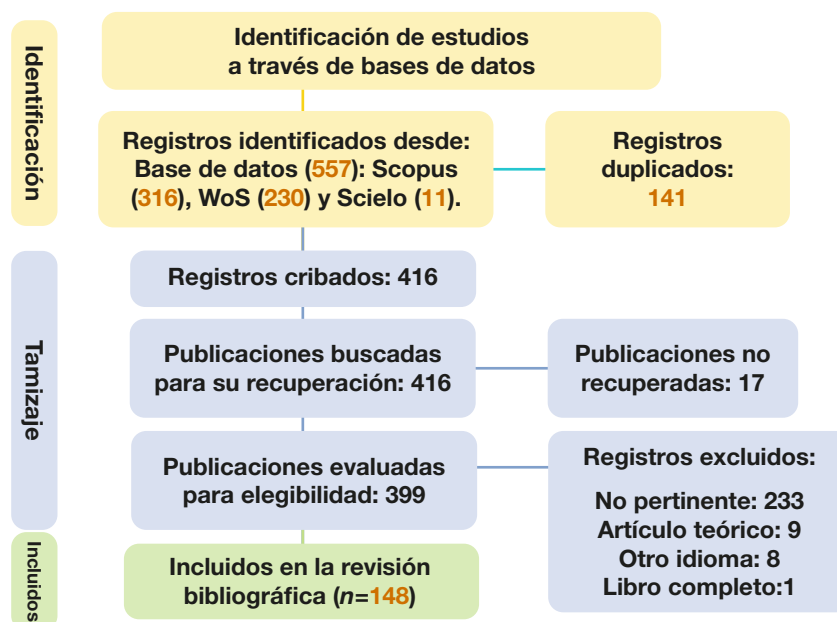 Identificación
Identificación de estudios
a través de bases de datos
Registros identificados desde:
Base de datos (557): Scopus
(316), WoS (230) y Scielo (11).
Registros
duplicados:
141
Tamizaje
Registros cribados: 416
Publicaciones buscadas
para su recuperación: 416
Publicaciones no
recuperadas: 17
Publicaciones evaluadas
para elegibilidad: 399
Registros excluidos:
No pertinente: 233
Artículo teórico: 9
Otro idioma: 8
Libro completo:1
Incluidos
Incluidos en la revisión
bibliográfica (n=148)